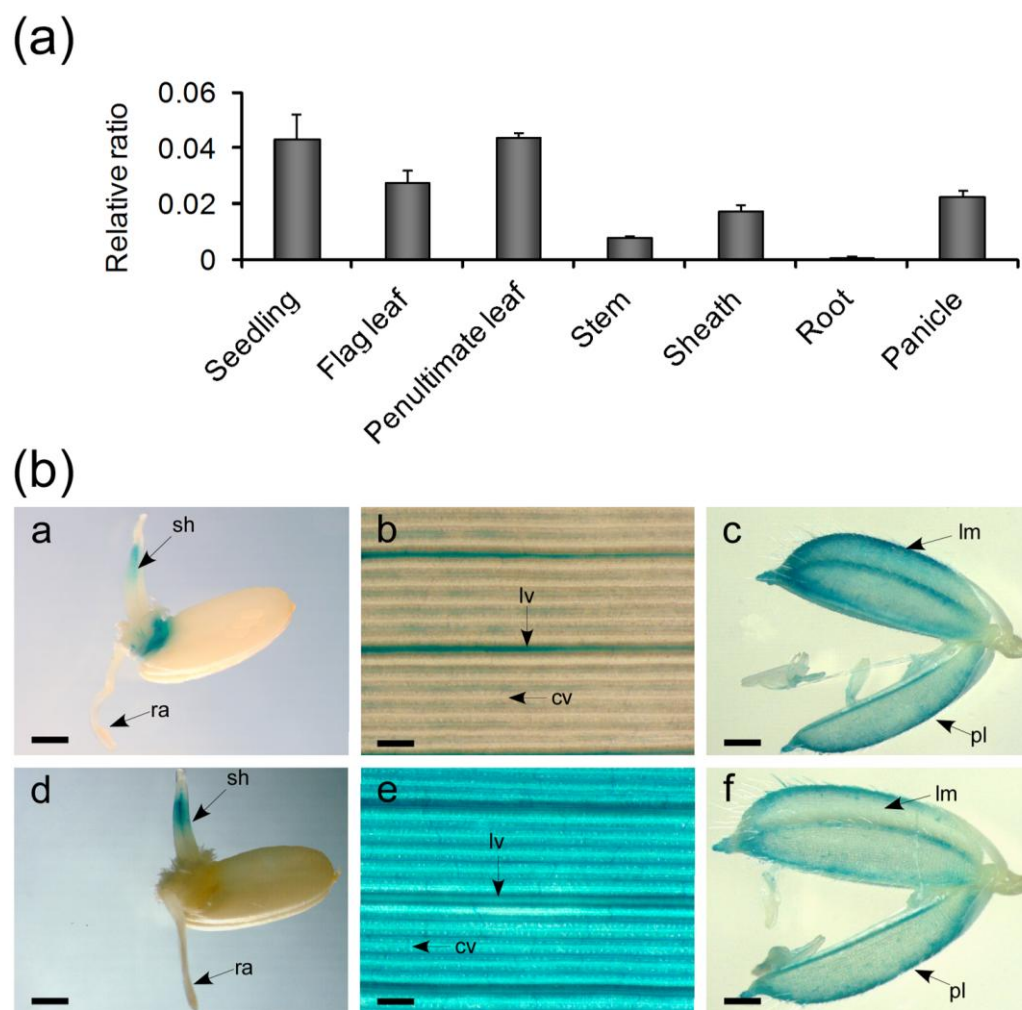 (a)
Relative ratio
0.06
0.04
0.02
0
Seedling
Flag leaf
Penultimate leaf
Stem
Sheath
Root
Panicle
(b)
a
sh
ra
b
lv
cv
c
lm
pl
d
sh
ra
e
lv
cv
f
lm
pl